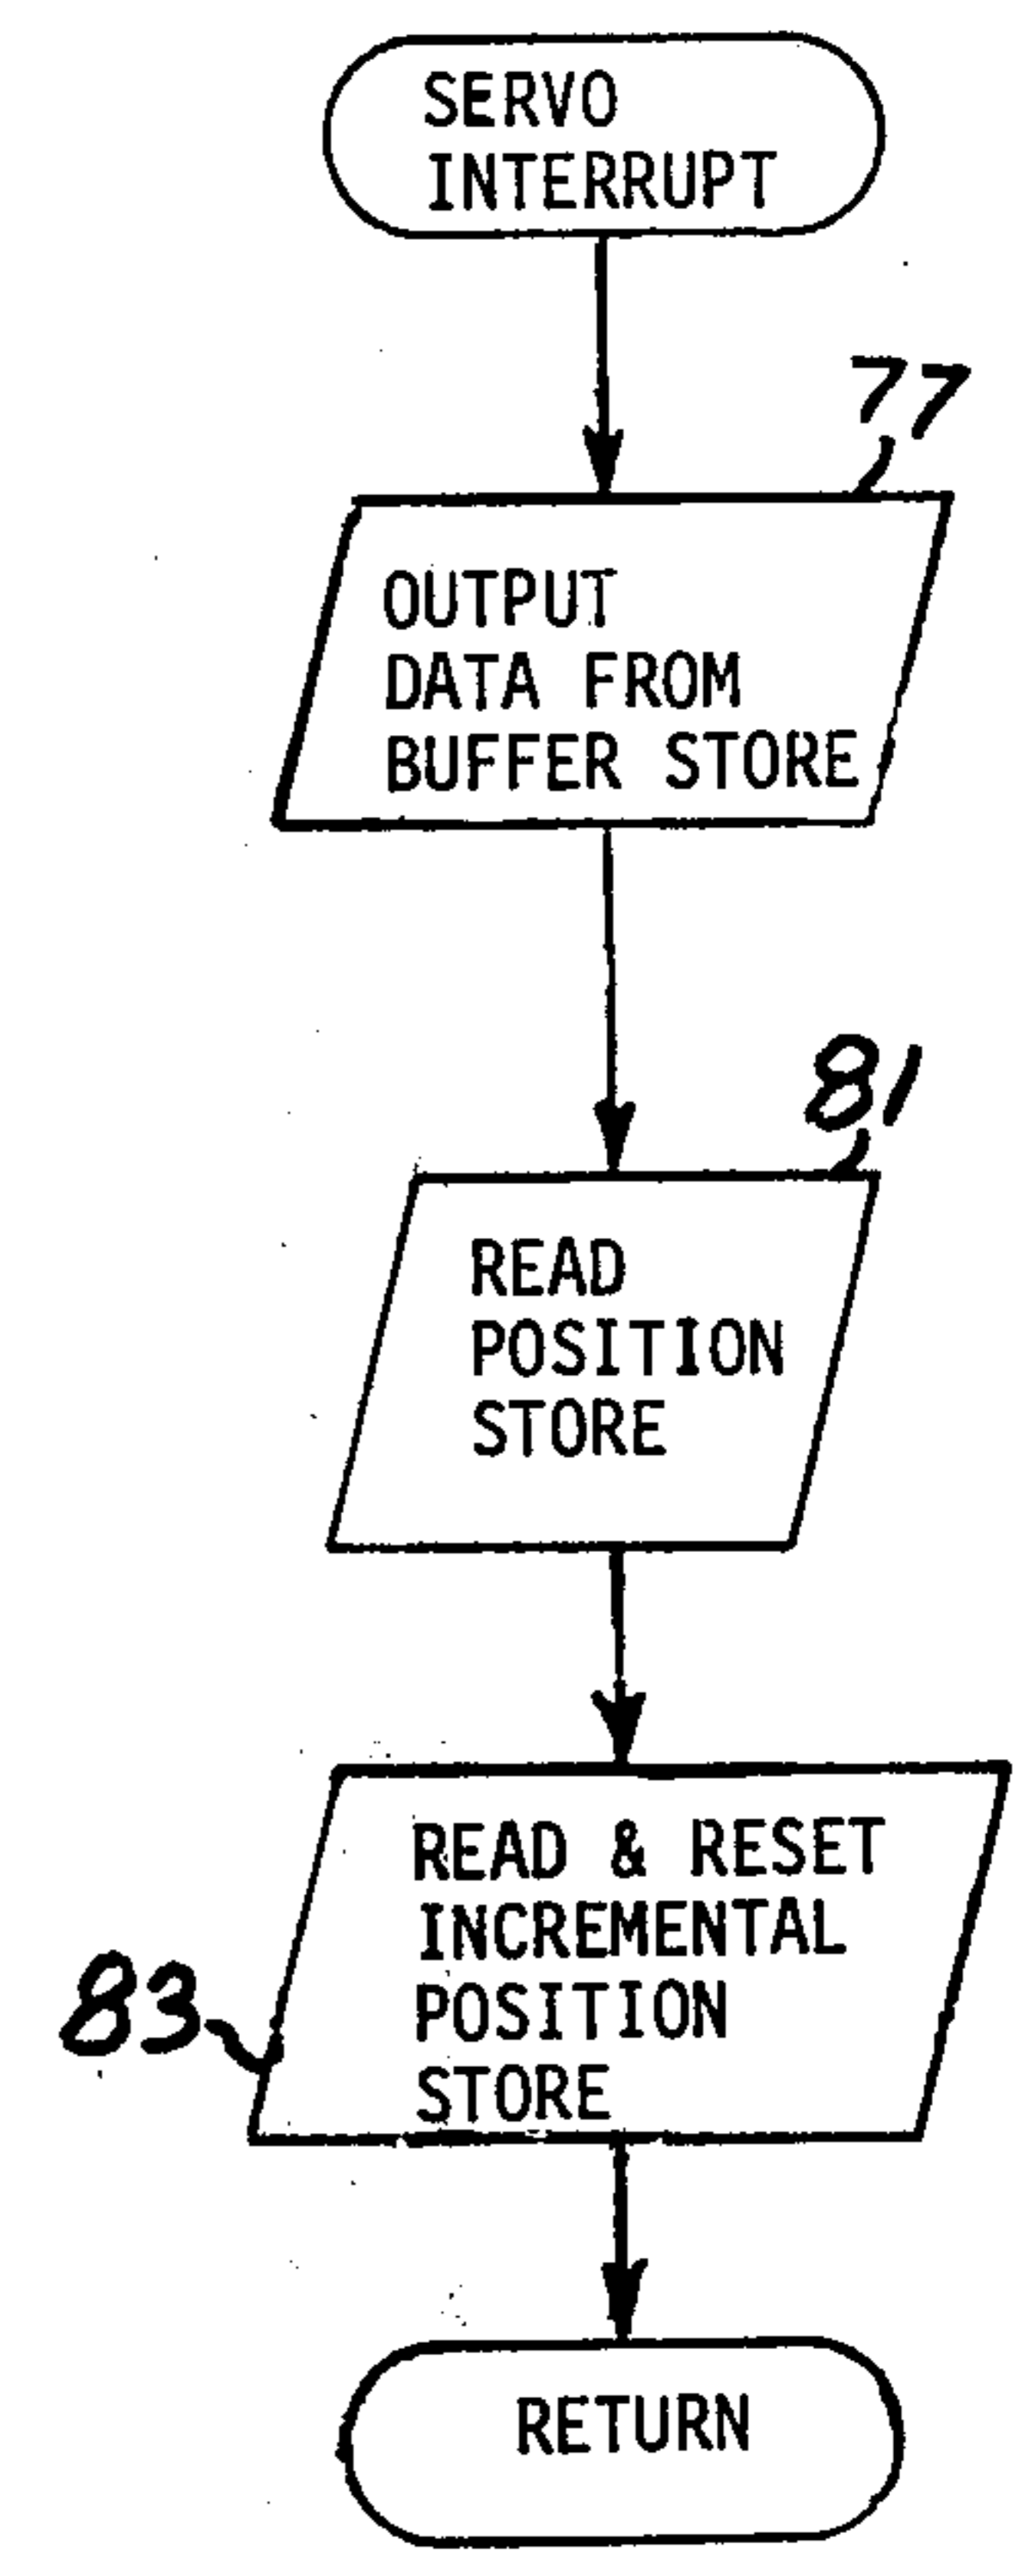 SERVO
INTERRUPT
77
OUTPUT
DATA FROM
BUFFER STORE
81
READ
POSITION
STORE
READ & RESET
INCREMENTAL
POSITION
STORE
83
RETURN